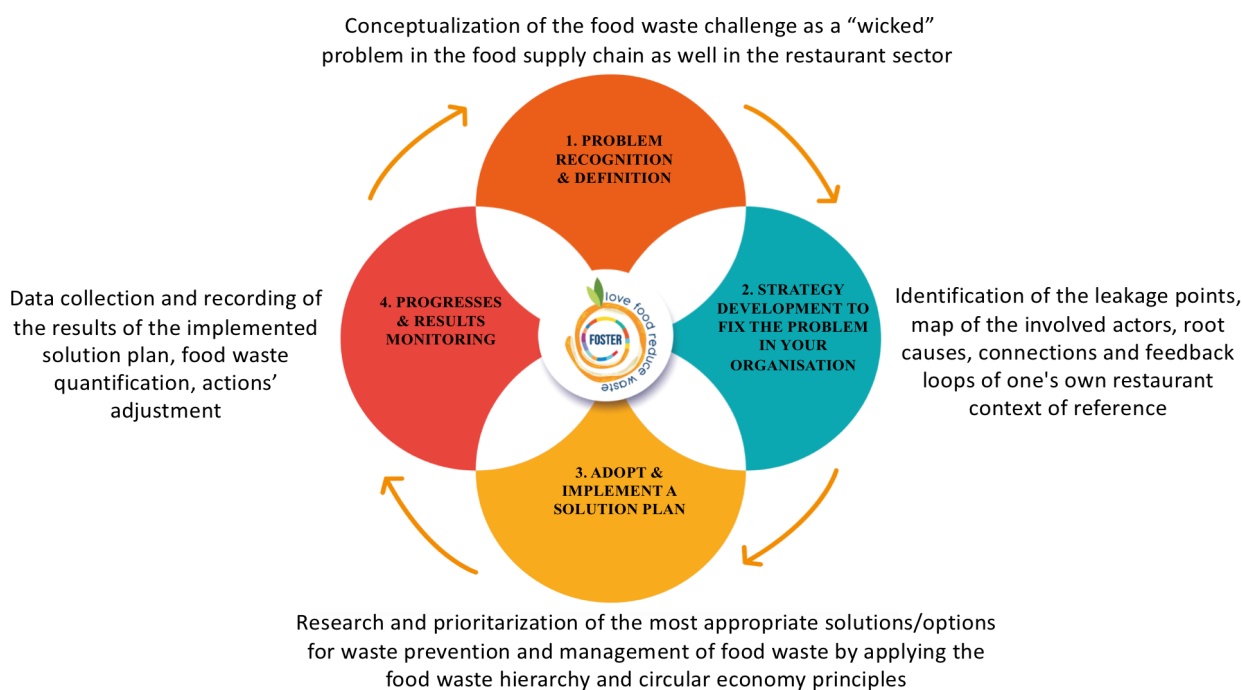 Conceptualization of the food waste challenge as a “wicked”
problem in the food supply chain as well in the restaurant sector
1. PROBLEM
RECOGNITION
& DEFINITION
2. STRATEGY
DEVELOPMENT TO
FIX THE PROBLEM
IN YOUR
ORGANISATION
Identification of the leakage points,
map of the involved actors, root
causes, connections and feedback
loops of one's own restaurant
context of reference
3. ADOPT &
IMPLEMENT A
SOLUTION PLAN
Research and prioritarization of the most appropriate solutions/options
for waste prevention and management of food waste by applying the
food waste hierarchy and circular economy principles
4. PROGRESSES
& RESULTS
MONITORING
Data collection and recording of
the results of the implemented
solution plan, food waste
quantification, actions’
adjustment
love food reduce waste
FOSTER